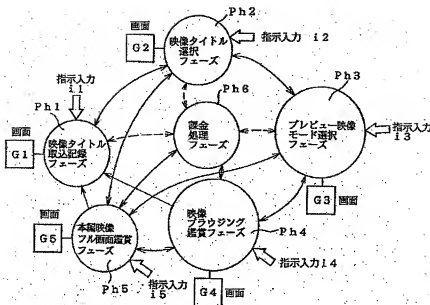 Ph2
画面
G2
映像タイトル
選択
フェーズ
指示入力 i2
Ph6
Ph3
指示入力
i1
Ph1
課金
処理
フェーズ
プレビュー映像
モード選択
フェーズ
指示入力
i3
画面
G1
映像タイトル
取込記録
フェーズ
G3
画面
画面
G5
本編映像
フル画面鑑賞
フェーズ
映像
ブラウジング
鑑賞フェーズ
Ph4
指示入力i4
指示入力
i5
Ph5
G4
画面